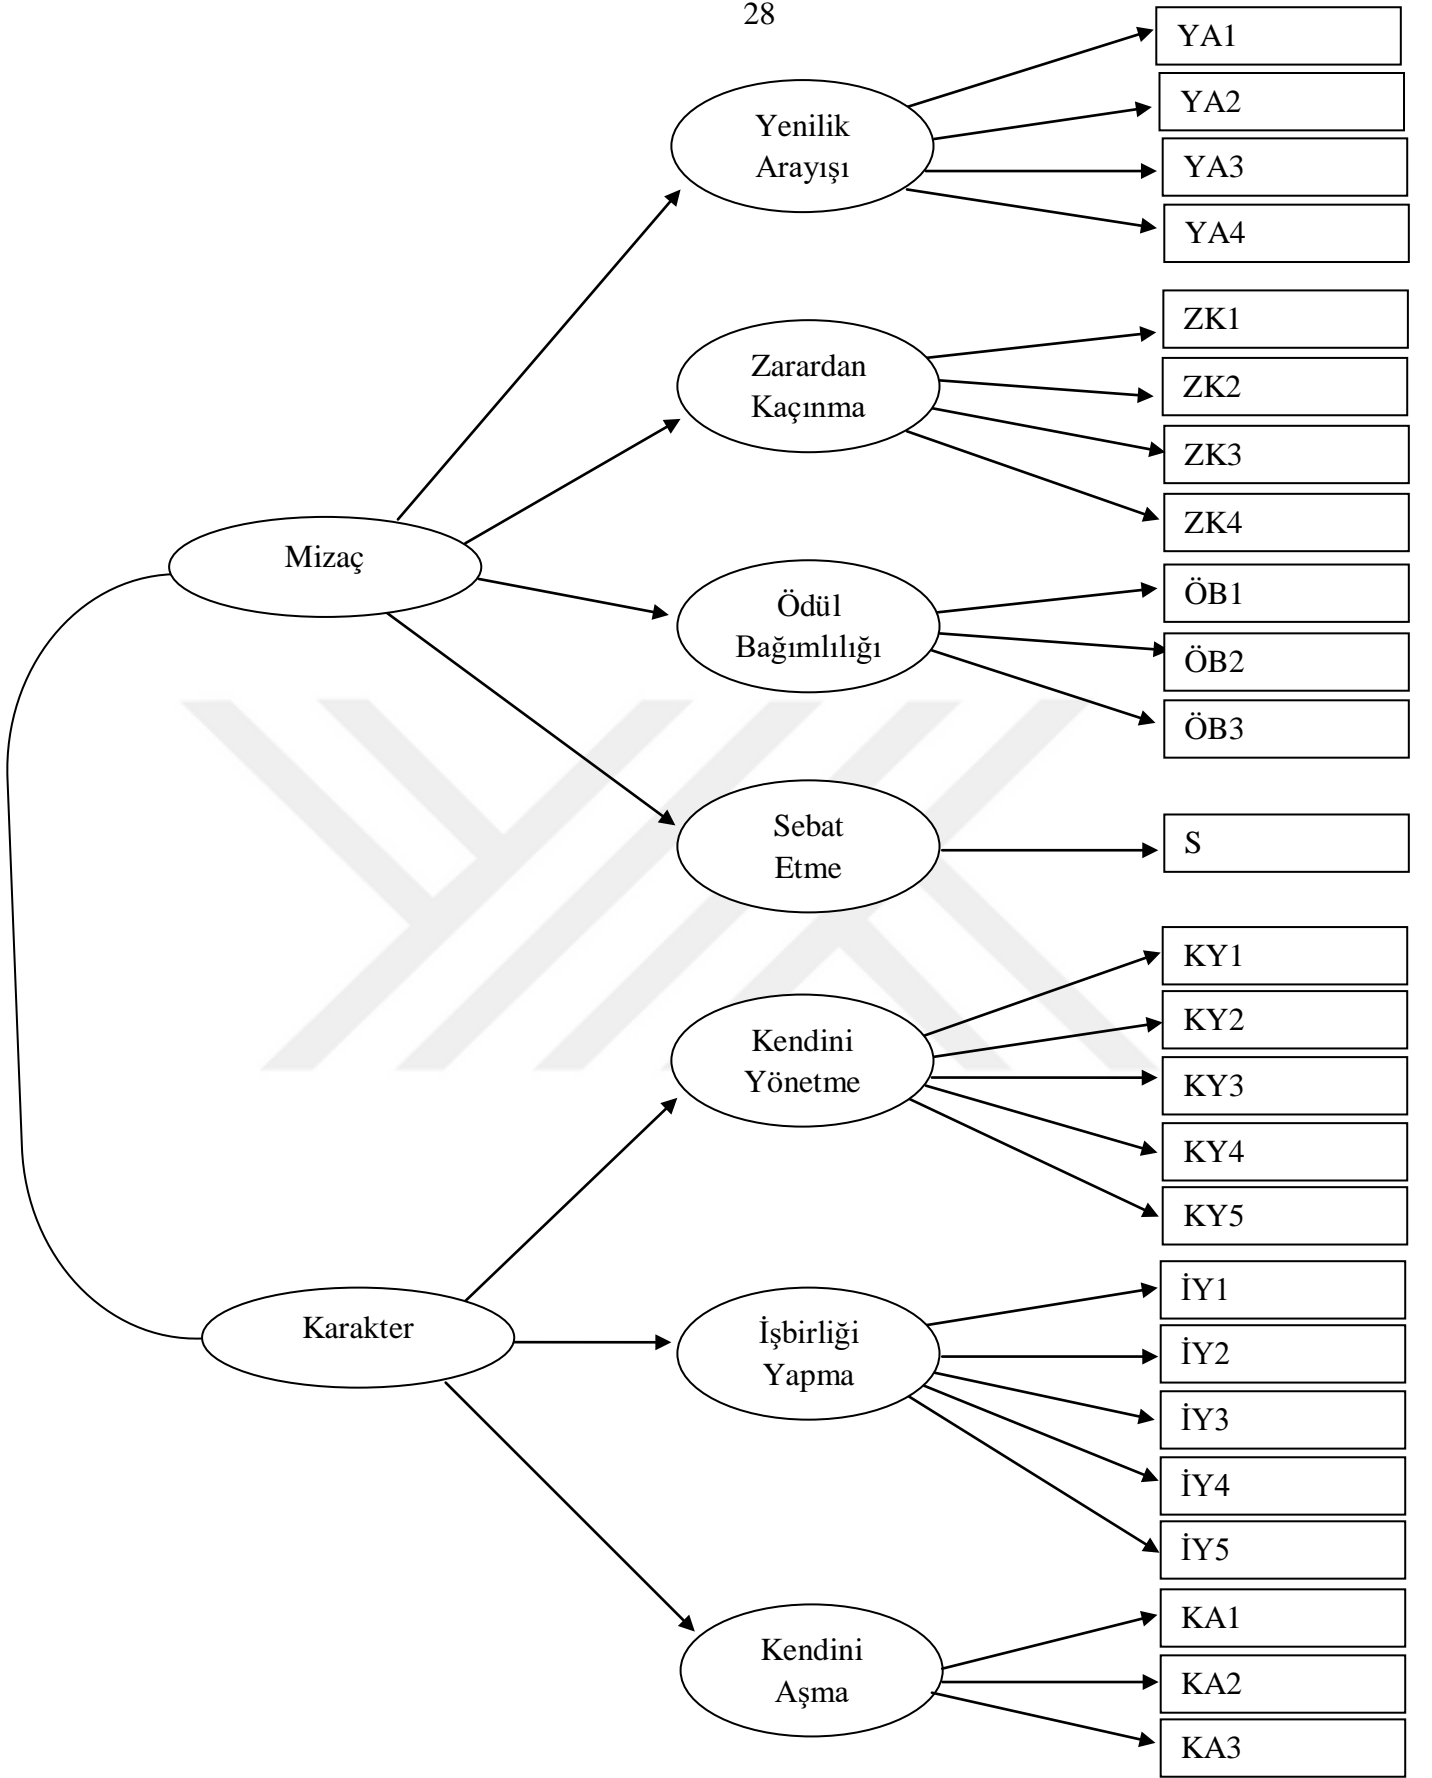 28
YA1
YA2
YA3
YA4
Yenilik
Arayışı
ZK1
ZK2
ZK3
ZK4
Zarardan
Kaçınma
Mizaç
ÖB1
ÖB2
ÖB3
Ödül
Bağımlılığı
Sebat
Etme
S
KY1
KY2
KY3
KY4
KY5
Kendini
Yönetme
Karakter
İşbirliği
Yapma
İY1
İY2
İY3
İY4
İY5
Kendini
Aşma
KA1
KA2
KA3